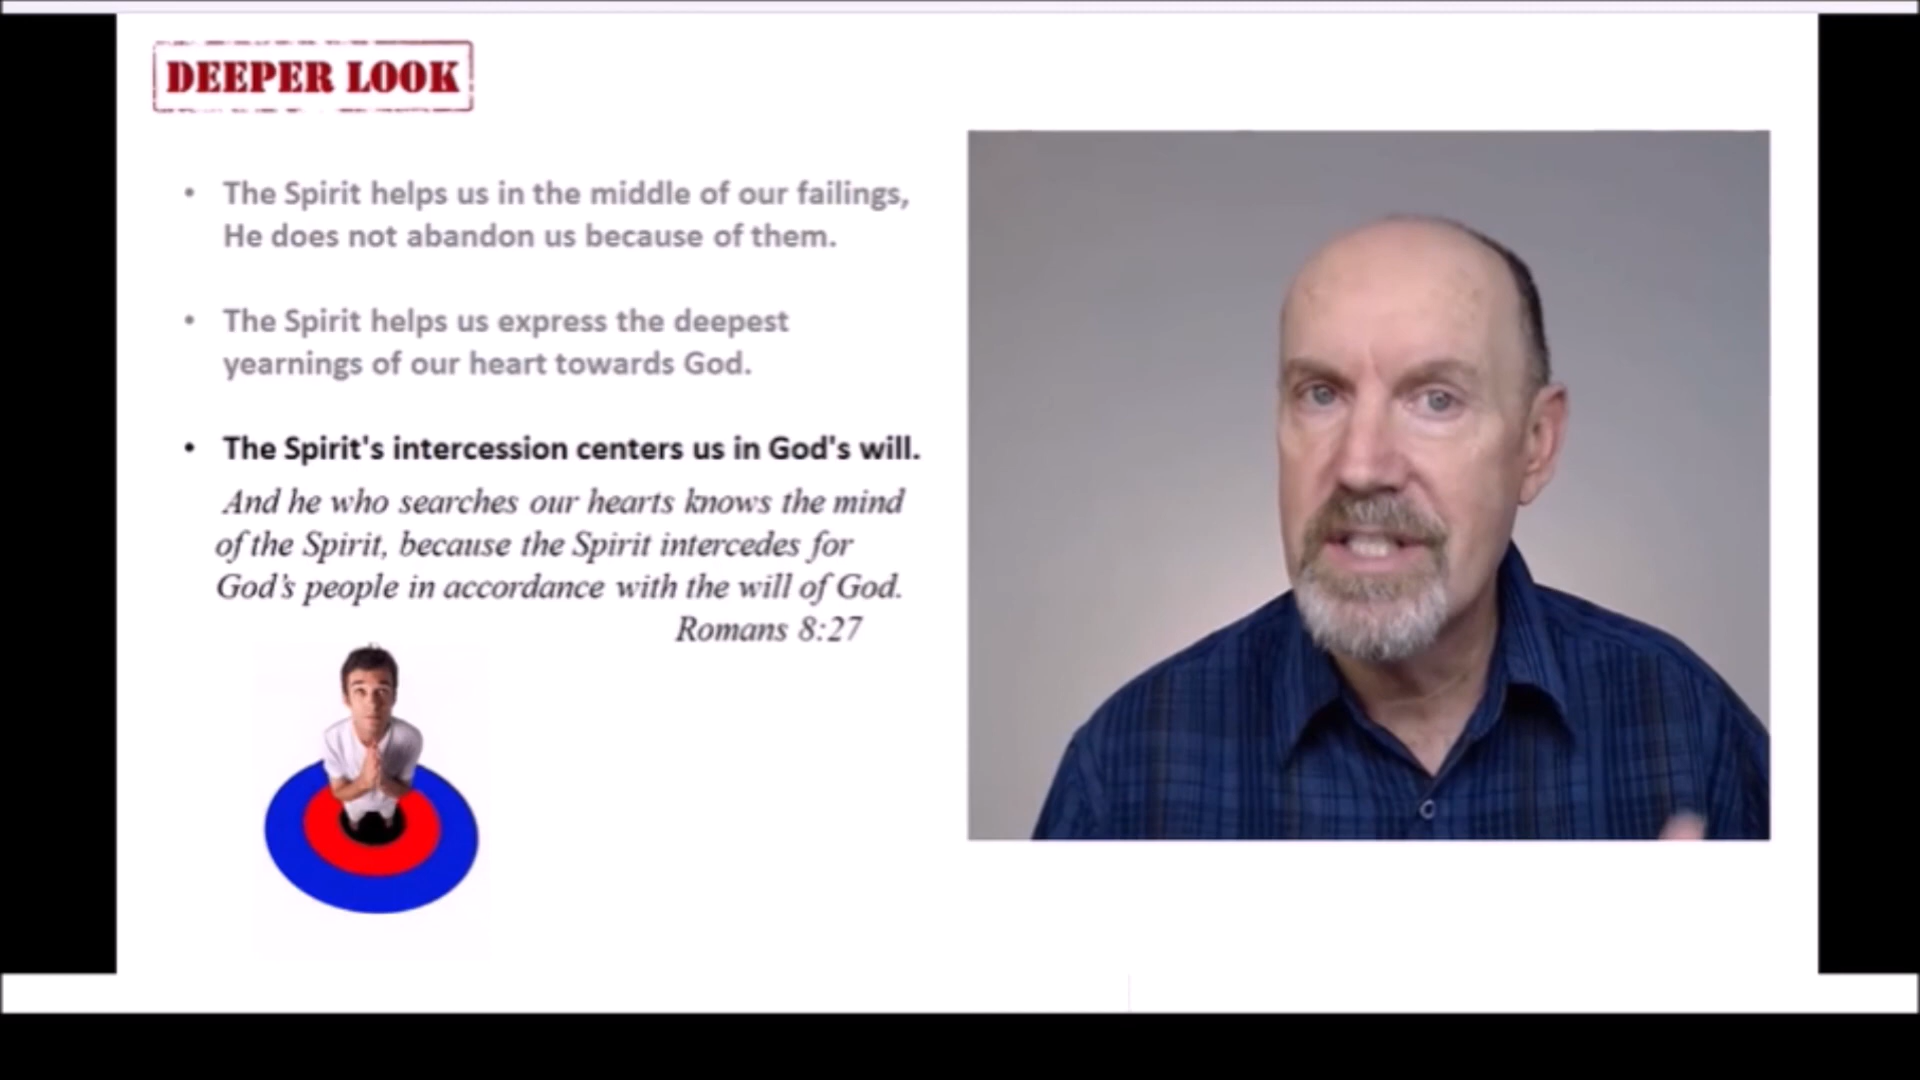 DEEPER LOOK
• The Spirit helps us in the middle of our failings,
He does not abandon us because of them.
• The Spirit helps us express the deepest
yearnings of our heart towards God.
• The Spirit's intercession centers us in God's will.
And he who searches our hearts knows the mind
of the Spirit, because the Spirit intercedes for
God’s people in accordance with the will of God.
Romans 8:27